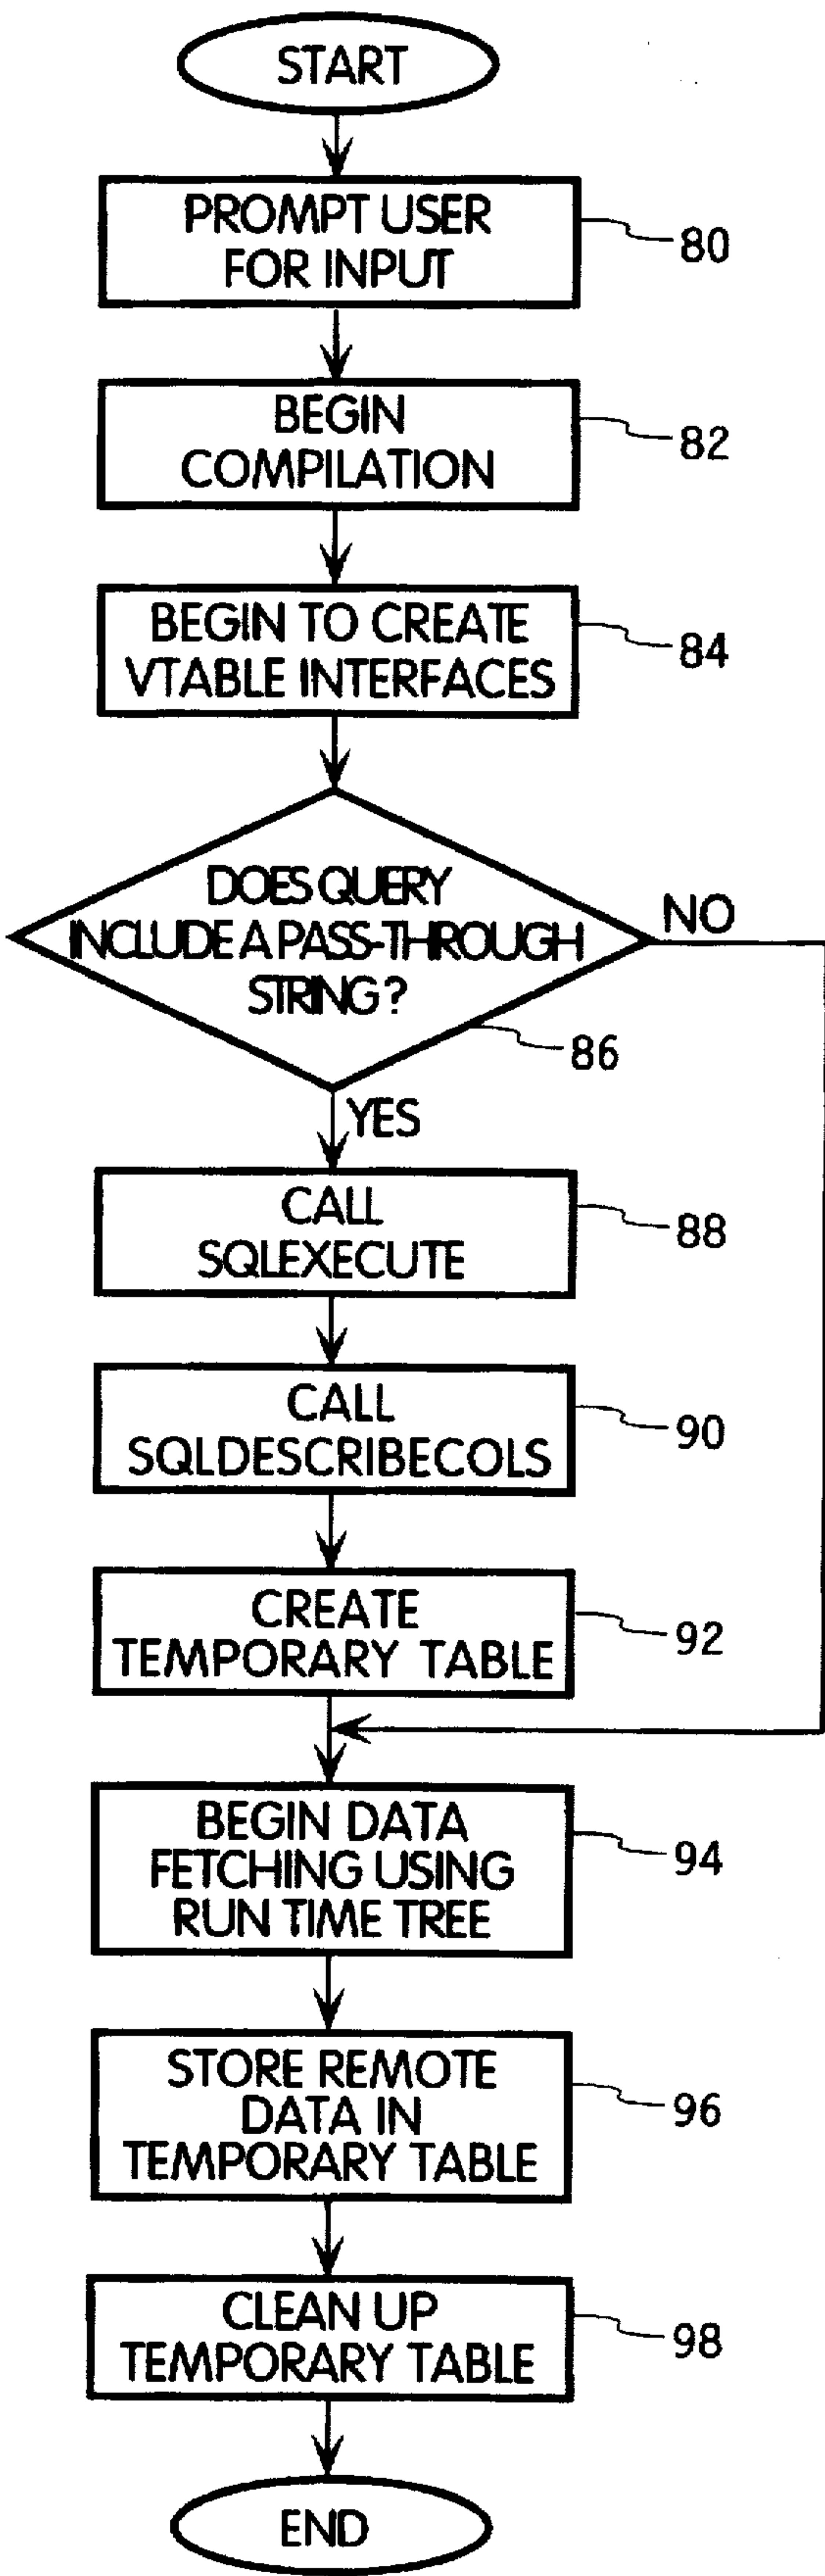 START
PROMPT USER
FOR INPUT
80
BEGIN
COMPILATION
82
BEGIN TO CREATE
VTABLE INTERFACES
84
DOES QUERY
INCLUDE A PASS-THROUGH
STRING?
NO
86
YES
CALL
SQLEXECUTE
88
CALL
SQLDESCRIBECOLS
90
CREATE
TEMPORARY TABLE
92
BEGIN DATA
FETCHING USING
RUN TIME TREE
94
STORE REMOTE
DATA IN
TEMPORARY TABLE
96
CLEAN UP
TEMPORARY TABLE
98
END